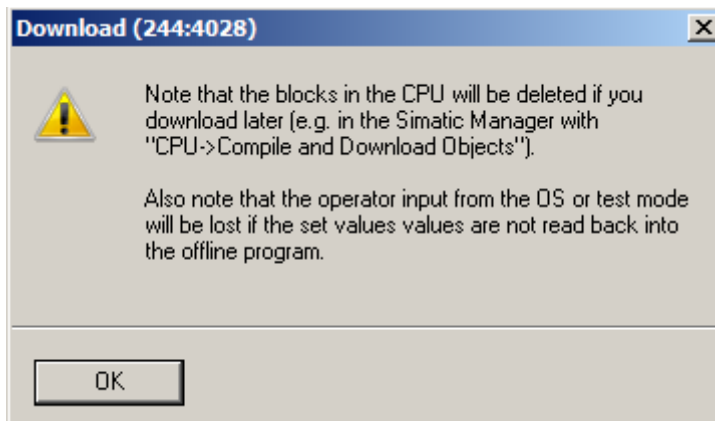 Download (244:4028)
Note that the blocks in the CPU will be deleted if you
download later (e.g. in the Simatic Manager with
"CPU->Compile and Download Objects").
Also note that the operator input from the OS or test mode
will be lost if the set values values are not read back into
the offline program.
OK